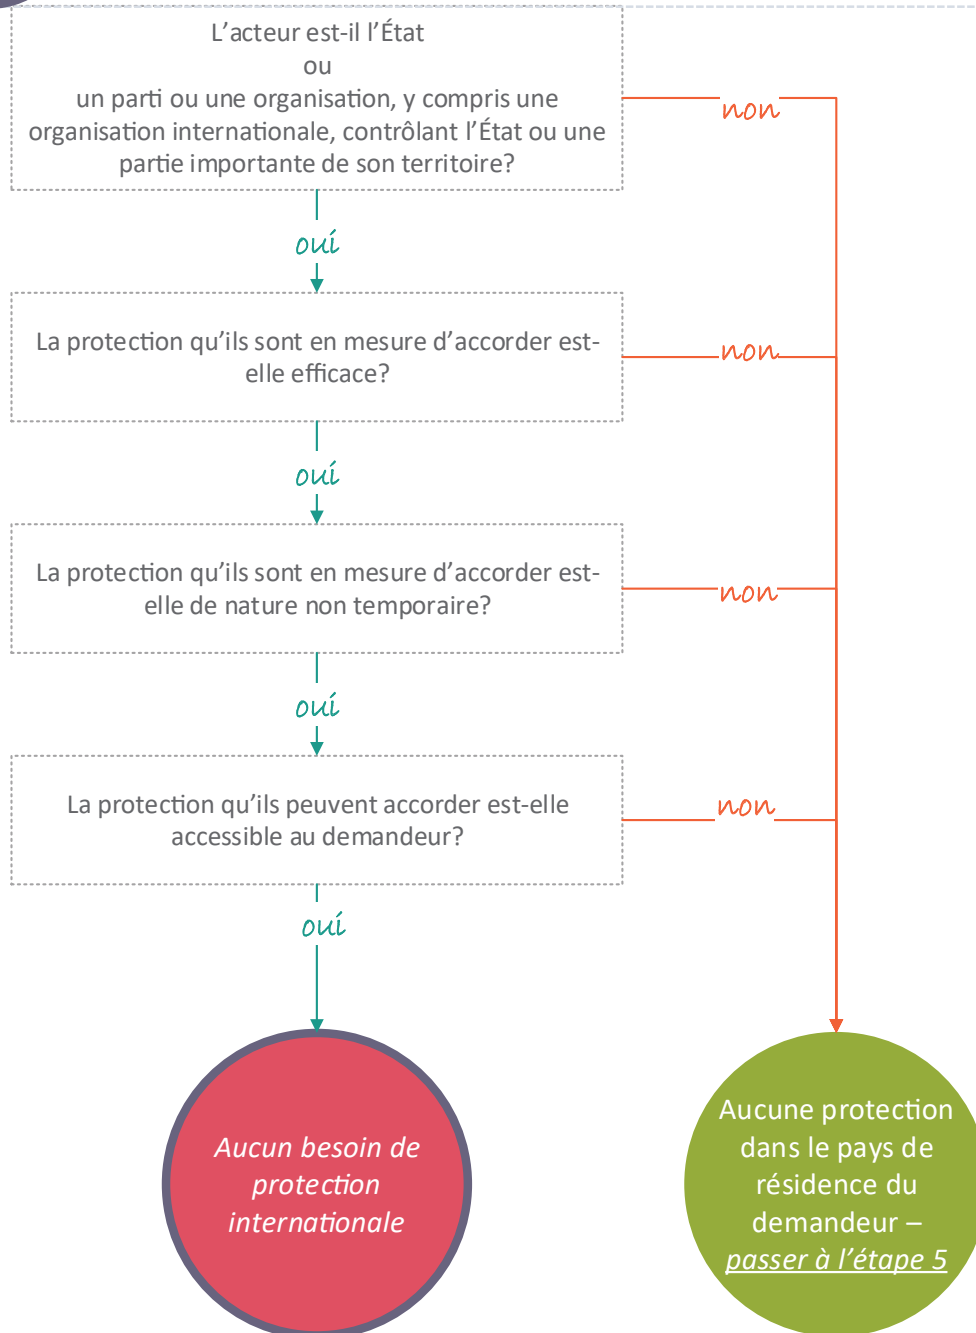 L’acteur est-il l’État
ou
un parti ou une organisation, y compris une
organisation internationale, contrôlant l’État ou une
partie importante de son territoire?
non
oui
La protection qu’ils sont en mesure d’accorder est-
elle efficace?
non
oui
La protection qu’ils sont en mesure d’accorder est-
elle de nature non temporaire?
non
oui
La protection qu’ils peuvent accorder est-elle
accessible au demandeur?
non
oui
Aucun besoin de
protection
internationale
Aucune protection
dans le pays de
résidence du
demandeur –
passer à l’étape 5